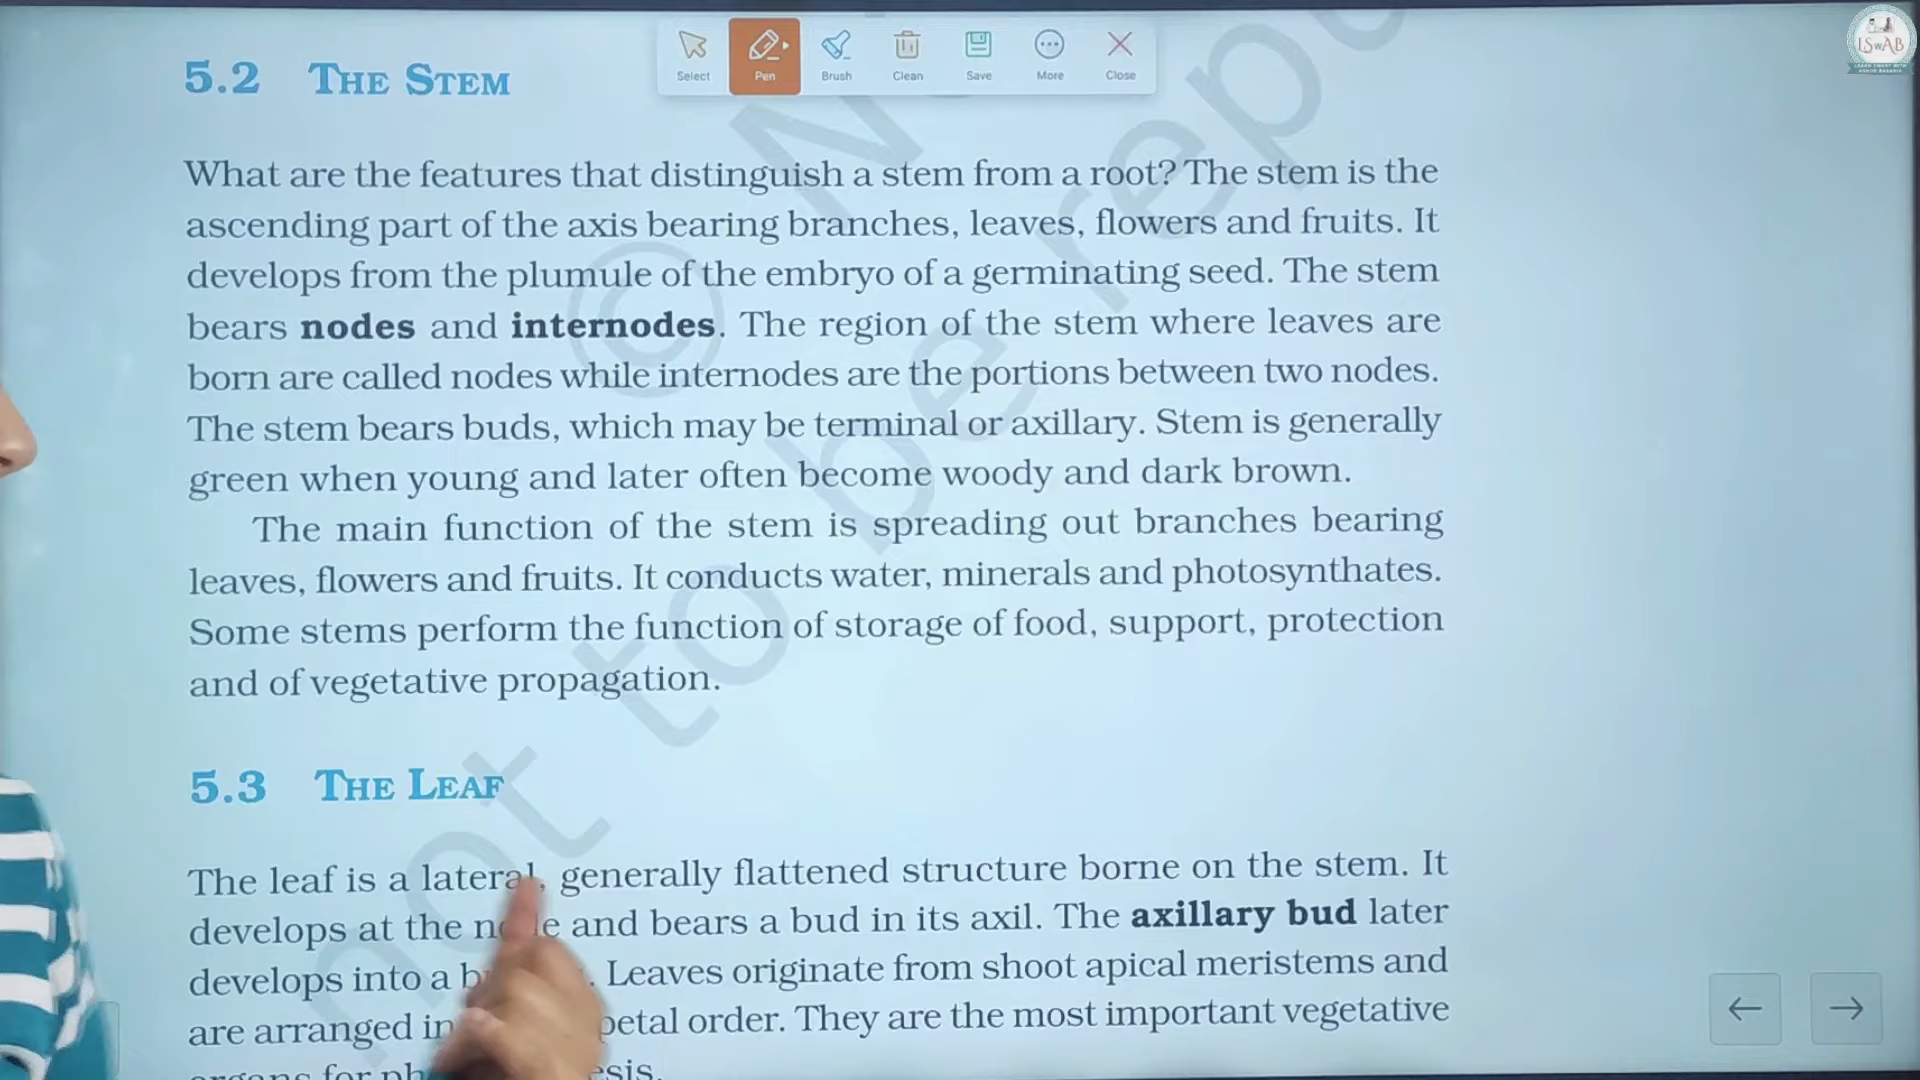 5.2 THE STEM
Select Pen Brush Clean Save More Close
LSwAB
What are the features that distinguish a stem from a root? The stem is the
ascending part of the axis bearing branches, leaves, flowers and fruits. It
develops from the plumule of the embryo of a germinating seed. The stem
bears nodes and internodes. The region of the stem where leaves are
born are called nodes while internodes are the portions between two nodes.
The stem bears buds, which may be terminal or axillary. Stem is generally
green when young and later often become woody and dark brown.
The main function of the stem is spreading out branches bearing
leaves, flowers and fruits. It conducts water, minerals and photosynthates.
Some stems perform the function of storage of food, support, protection
and of vegetative propagation.
5.3 THE LEAF
The leaf is a lateral, generally flattened structure borne on the stem. It
develops at the and bears a bud in its axil. The axillary bud later
develops into a Leaves originate from shoot apical meristems and
are arranged in order. They are the most important vegetative
for
© not to be